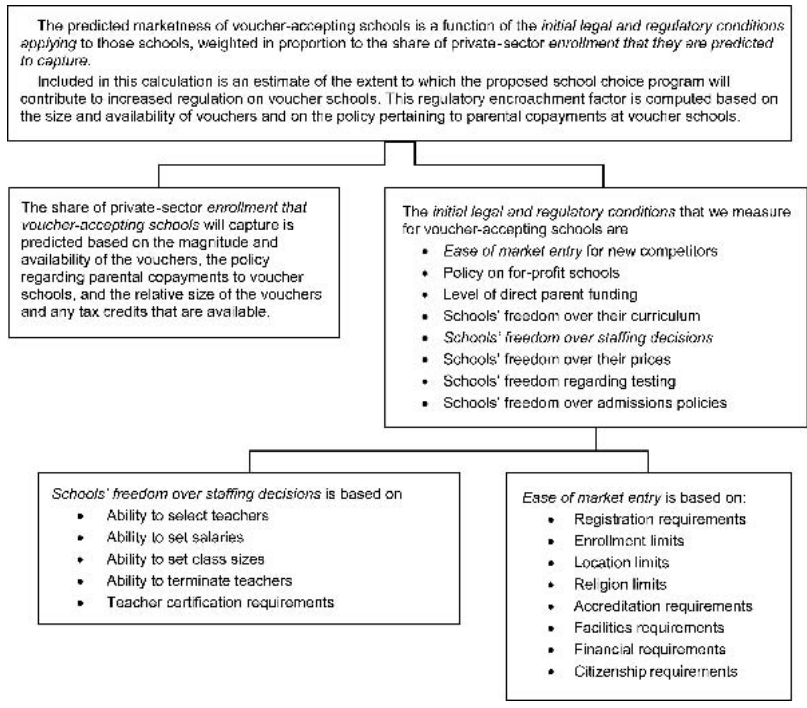 The predicted marketness of voucher-accepting schools is a function of the initial legal and regulatory conditions
applying to those schools, weighted in proportion to the share of private-sector enrollment that they are predicted
to capture.
Included in this calculation is an estimate of the extent to which the proposed school choice program will
contribute to increased regulation on voucher schools. This regulatory encroachment factor is computed based on
the size and availability of vouchers and on the policy pertaining to parental copayments at voucher schools.
The share of private-sector enrollment that
voucher-accepting schools will capture is
predicted based on the magnitude and
availability of the vouchers, the policy
regarding parental copayments to voucher
schools, and the relative size of the vouchers
and any tax credits that are available.
The initial legal and regulatory conditions that we measure
for voucher-accepting schools are
• Ease of market entry for new competitors
• Policy on for-profit schools
• Level of direct parent funding
• Schools' freedom over their curriculum
• Schools' freedom over staffing decisions
• Schools' freedom over their prices
• Schools' freedom regarding testing
• Schools' freedom over admissions policies
Schools' freedom over staffing decisions is based on
• Ability to select teachers
• Ability to set salaries
• Ability to set class sizes
• Ability to terminate teachers
• Teacher certification requirements
Ease of market entry is based on:
• Registration requirements
• Enrollment limits
• Location limits
• Religion limits
• Accreditation requirements
• Facilities requirements
• Financial requirements
• Citizenship requirements